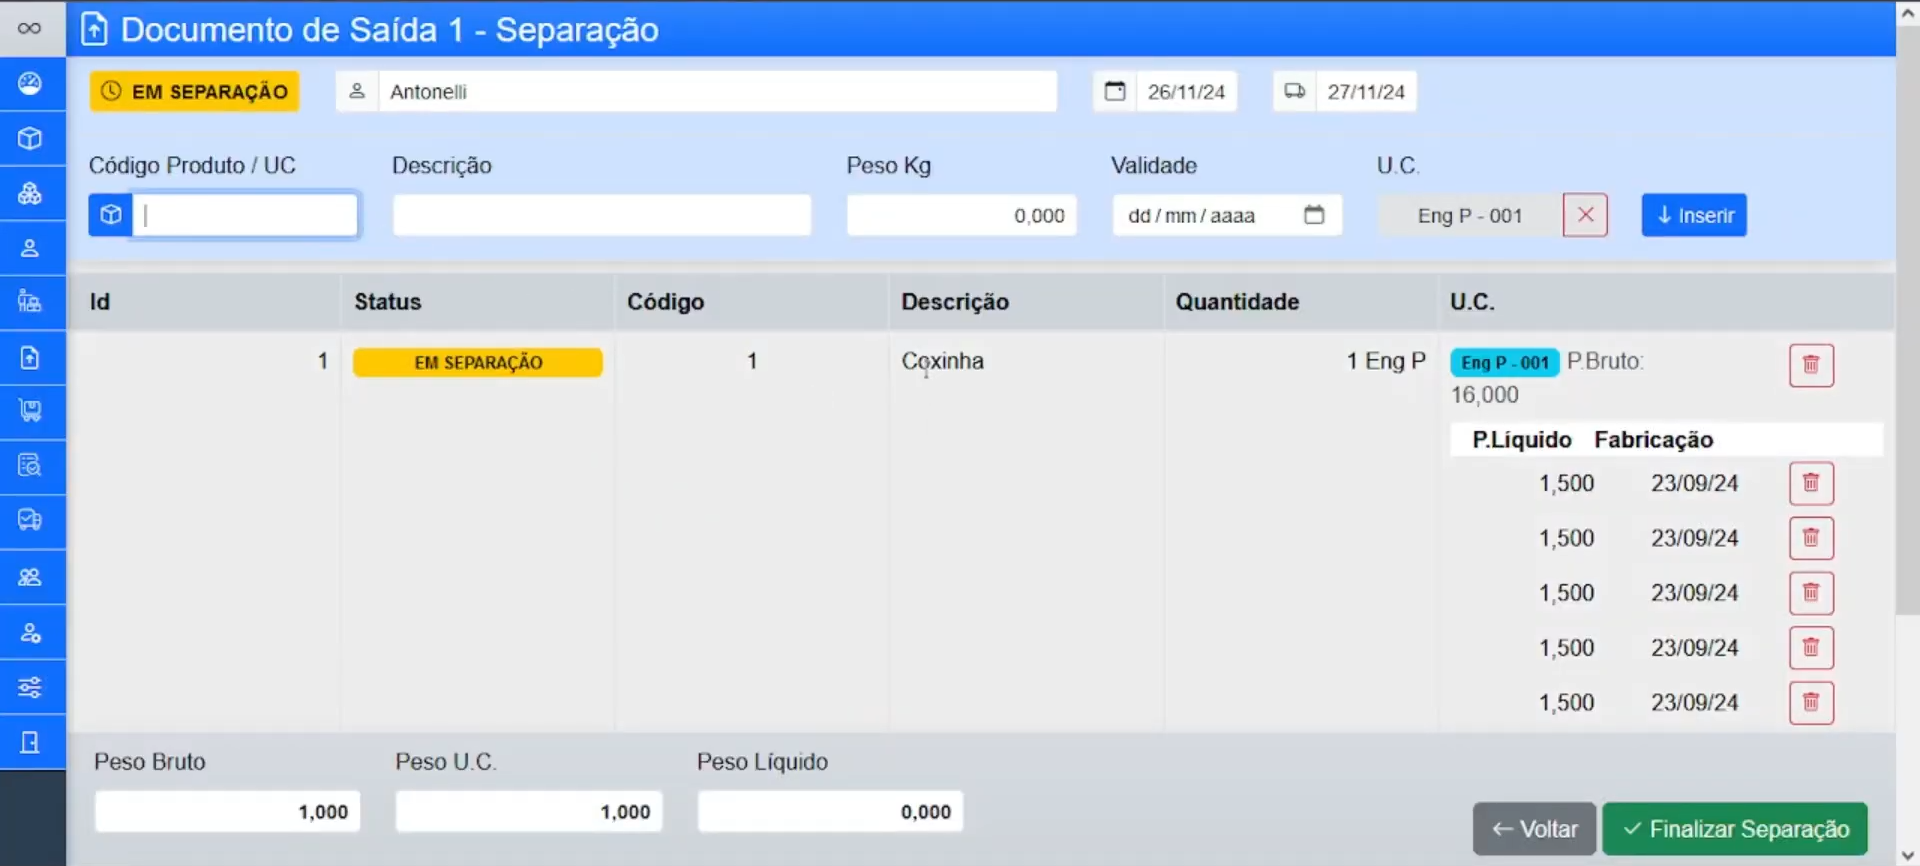 Documento de Saída 1 - Separação
EM SEPARAÇÃO Antonelli 26/11/24 27/11/24
Código Produto / UC Descrição Peso Kg Validade U.C.
0,000 dd / mm / aaaa Eng P - 001 Inserir
Id Status Código Descrição Quantidade U.C.
1 EM SEPARAÇÃO 1 Coxinha 1 Eng P Eng P - 001 P.Bruto:
16,000
P.Líquido Fabricação
1,500 23/09/24
1,500 23/09/24
1,500 23/09/24
1,500 23/09/24
1,500 23/09/24
Peso Bruto Peso U.C. Peso Líquido
1,000 1,000 0,000
Voltar Finalizar Separação